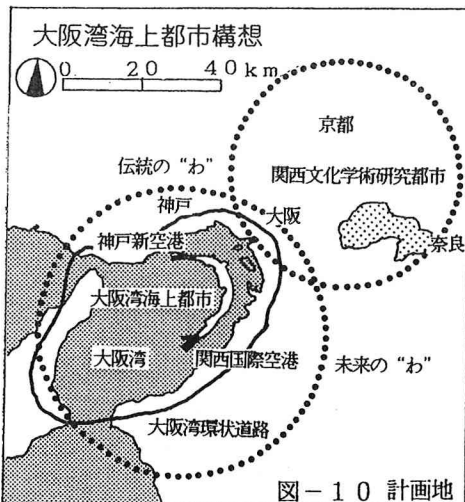 大阪湾海上都市構想
0 20 40km
京都
伝統の“わ”
関西文化学術研究都市
神戸
大阪
奈良
神戸新空港
大阪湾海上都市
大阪湾
関西国際空港
未来の“わ”
大阪湾環状道路
図-10 計画地